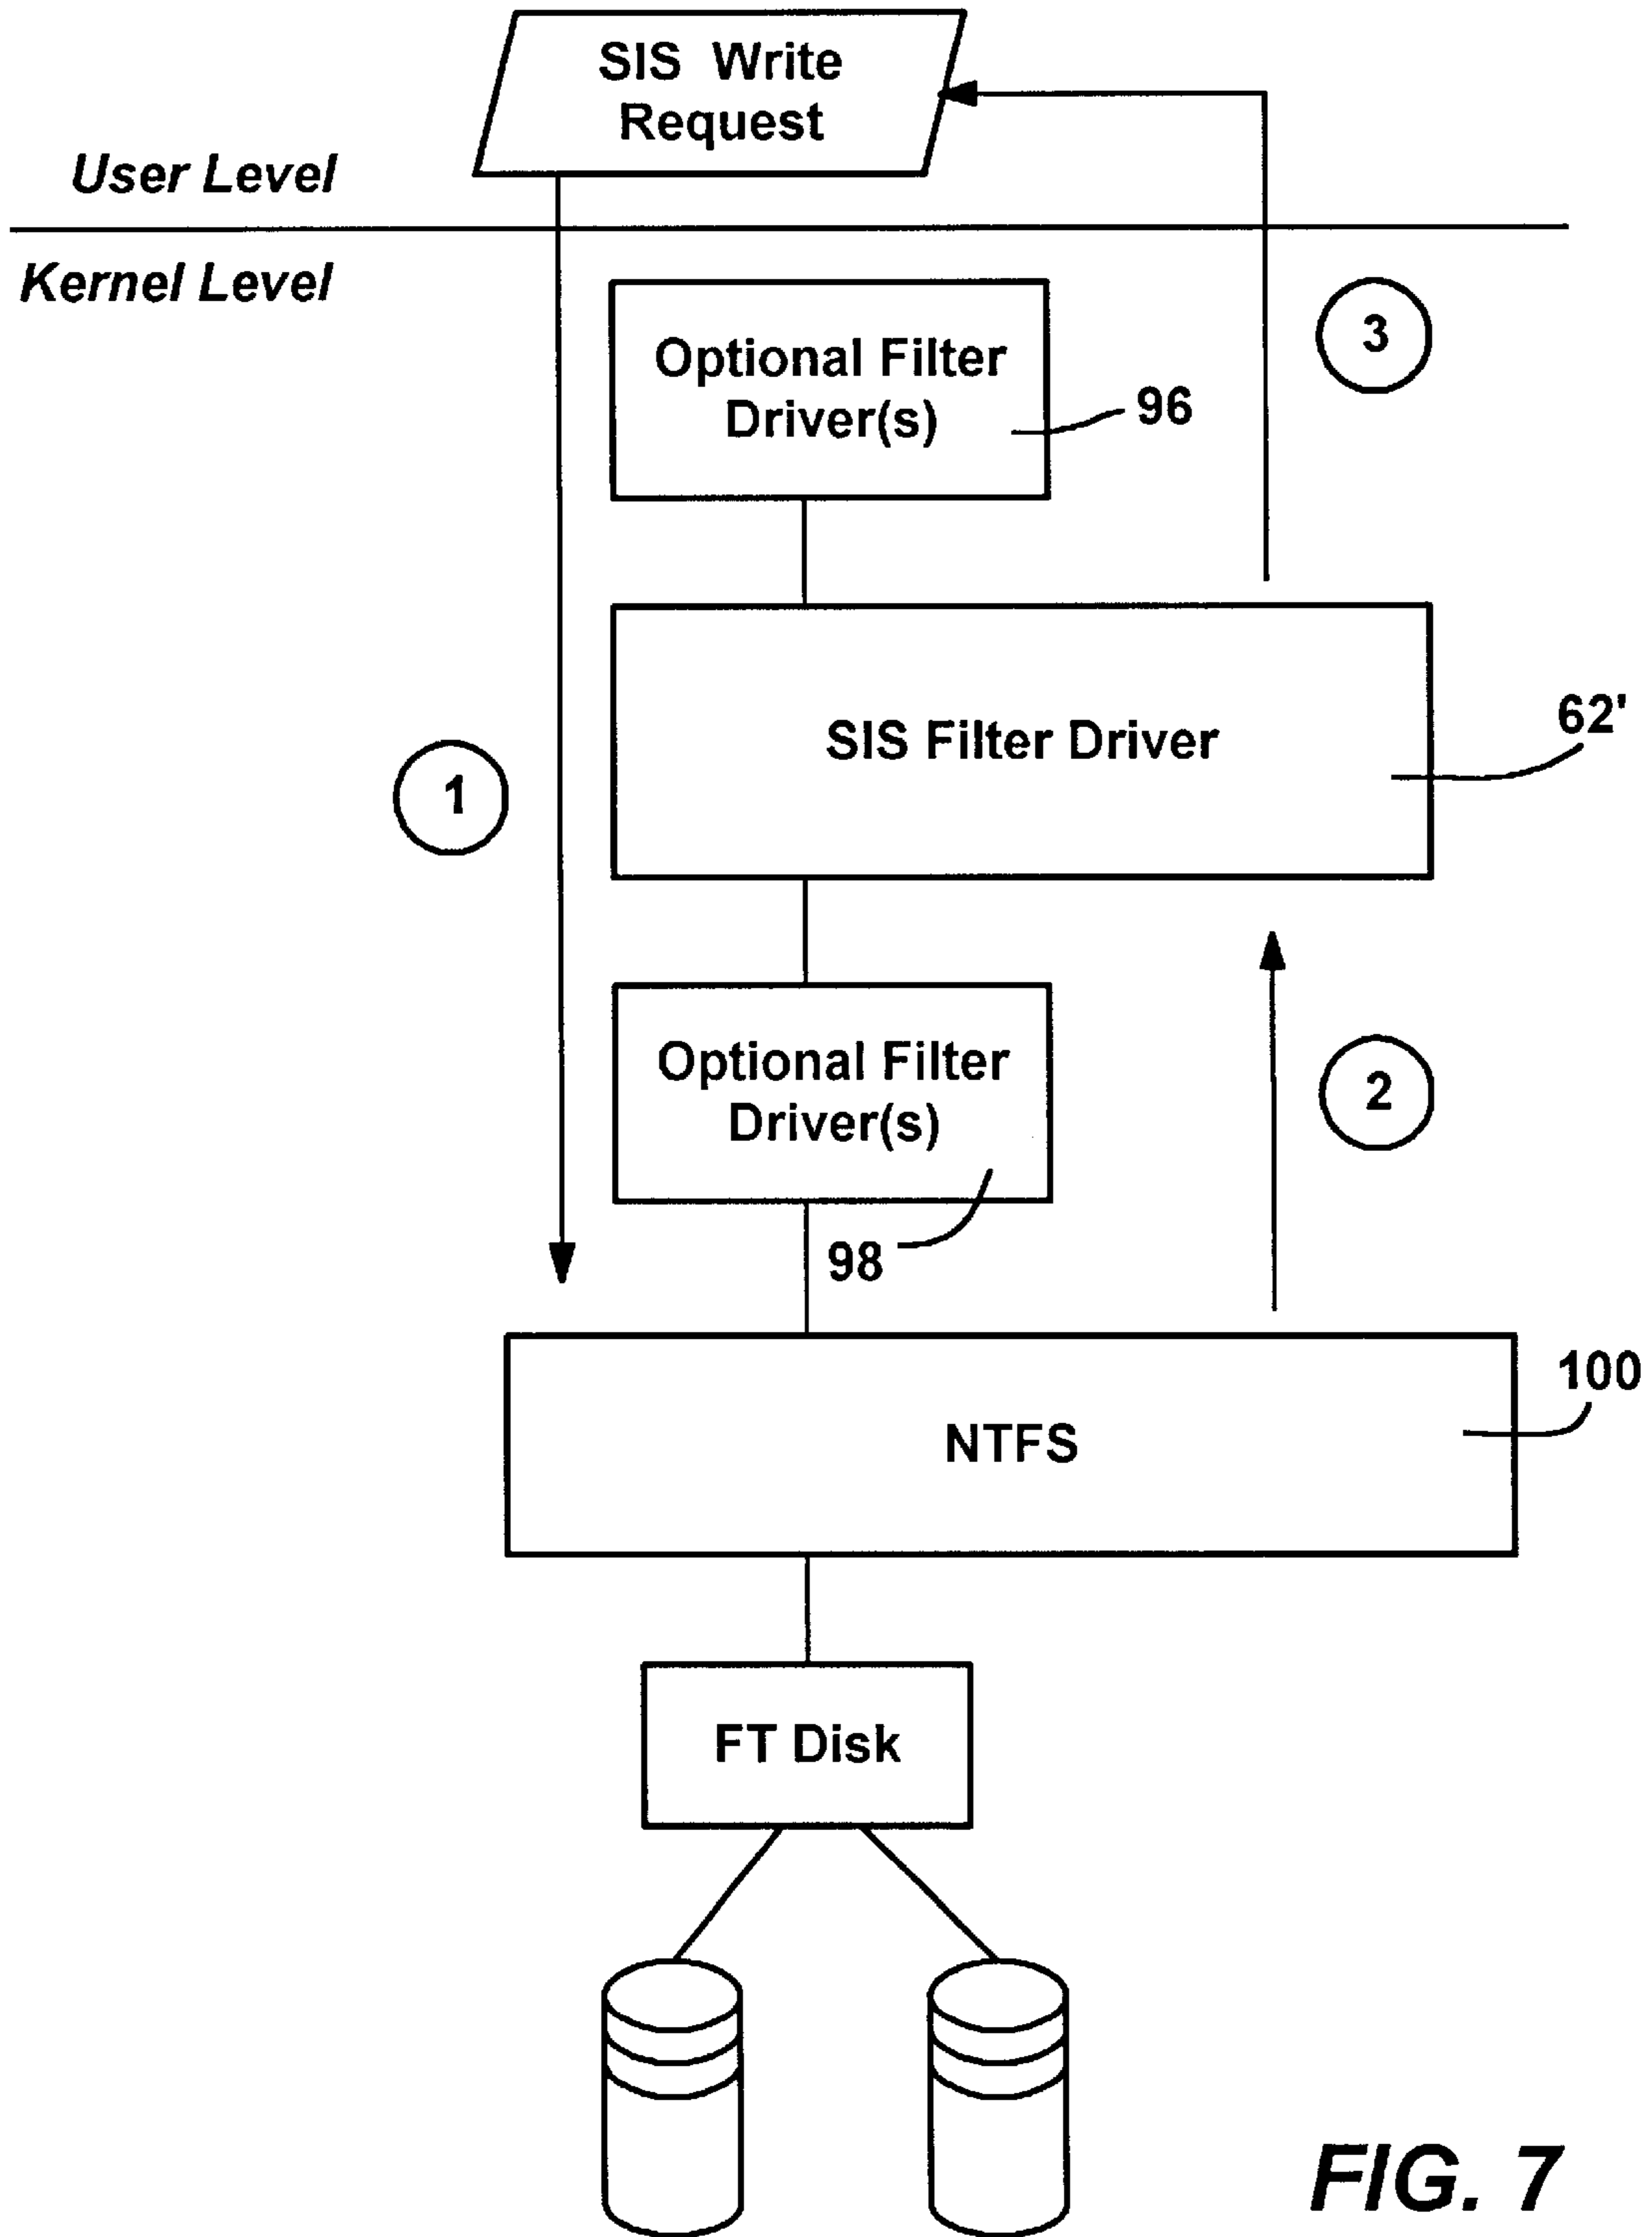 SIS Write
Request
User Level
Kernel Level
Optional Filter
Driver(s)
96
3
SIS Filter Driver
62'
1
Optional Filter
Driver(s)
98
2
NTFS
100
FT Disk
FIG. 7